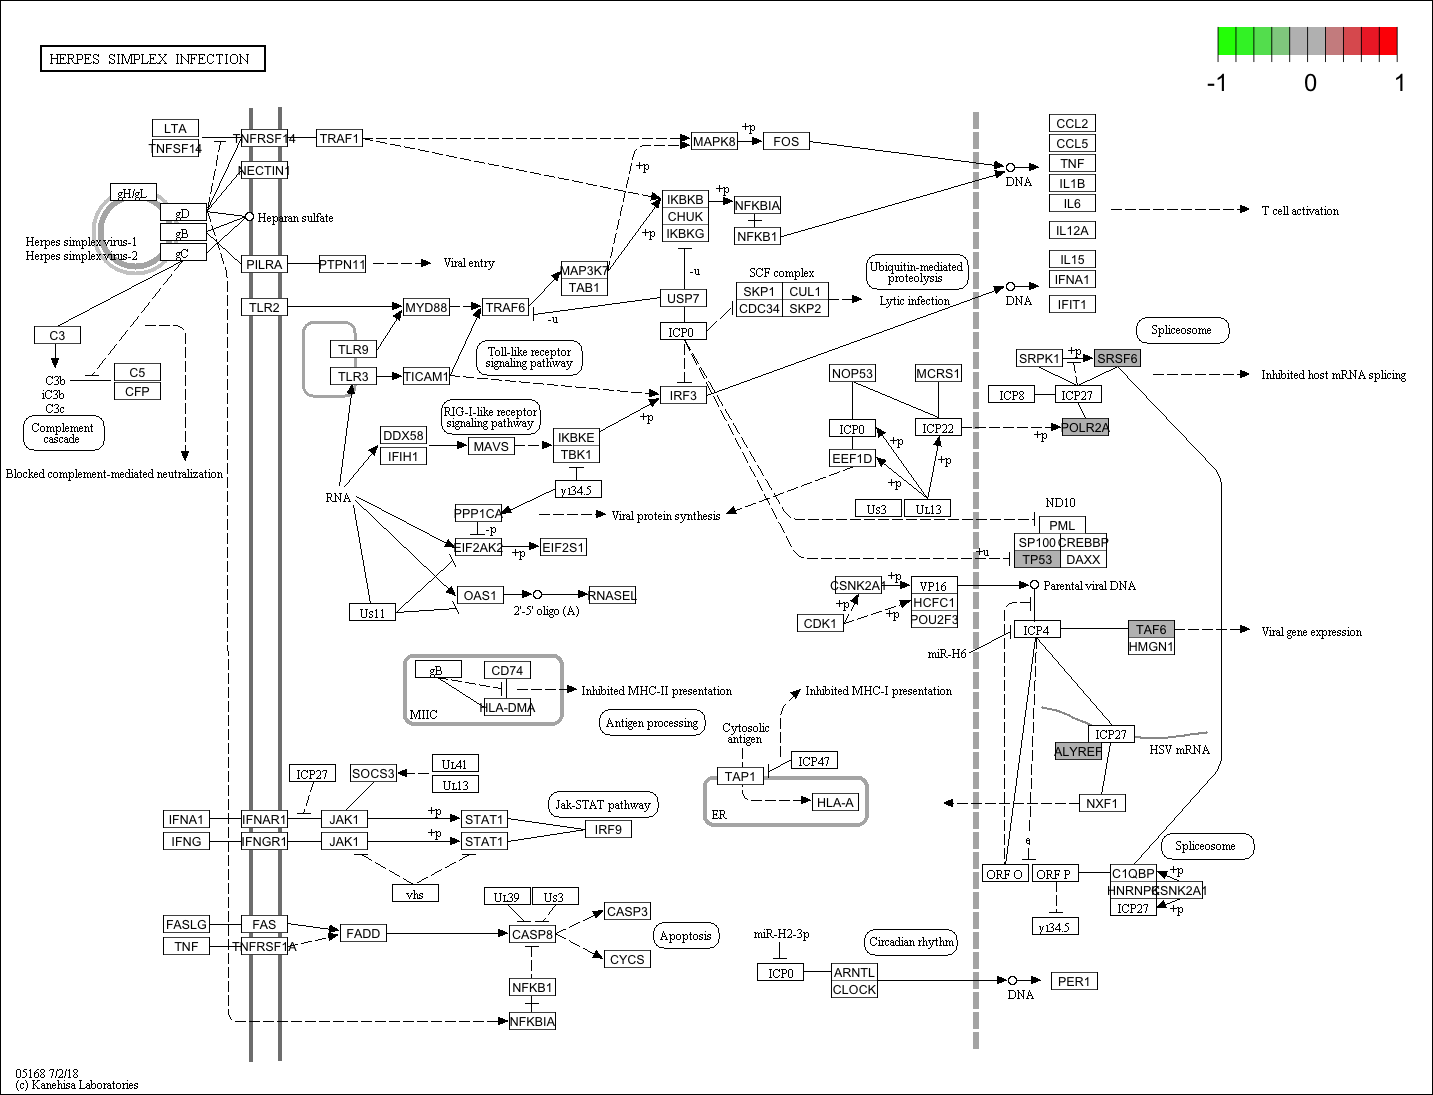 HERPES SIMPLEX INFECTION
-1 0 1
LTA
TNFSF14
TNFRSF14
TRAF1
NECTIN1
gH/gL
gD
gB
gC
Heparan sulfate
Herpes simplex virus-1
Herpes simplex virus-2
PILRA
PTPN11
Viral entry
TLR2
MYD88
TRAF6
MAP3K7
TAB1
MAPK8
+p
FOS
+p
IKBKB
CHUK
IKBKG
+p
+p
NFKBIA
NFKB1
-u
USP7
-u
ICP0
SCF complex
SKP1
CUL1
CDC34
SKP2
Ubiquitin-mediated
proteolysis
Lytic infection
DNA
DNA
CCL2
CCL5
TNF
IL1B
IL6
IL12A
IL15
IFNA1
IFIT1
T cell activation
C3
C3b
iC3b
C3c
C5
CFP
Complement
cascade
Blocked complement-mediated neutralization
TLR9
TLR3
TICAM1
Toll-like receptor
signaling pathway
IRF3
+p
RIG-I-like receptor
signaling pathway
DDX58
IFIH1
MAVS
IKBKE
TBK1
γ134.5
RNA
PPP1CA
-p
Viral protein synthesis
EIF2AK2
+p
EIF2S1
OAS1
2'-5' oligo (A)
RNASEL
Us11
NOP53
MCRS1
ICP0
ICP22
EEF1D
+p
+p
+p
Us3
UL13
+p
Spliceosome
SRPK1
+p
SRSF6
ICP8
ICP27
POLR2A
Inhibited host mRNA splicing
ND10
PML
SP100
CREBBP
TP53
DAXX
+u
CSNK2A1
+p
VP16
HCFC1
POU2F3
+p
+p
CDK1
Parental viral DNA
ICP4
TAF6
HMGN1
Viral gene expression
miR-H6
gB
CD74
HLA-DMA
MIIC
Inhibited MHC-II presentation
Antigen processing
Inhibited MHC-I presentation
Cytosolic
antigen
TAP1
ICP47
HLA-A
ER
ICP27
ALYREF
HSV mRNA
NXF1
ICP27
SOCS3
UL41
UL13
IFNA1
IFNAR1
JAK1
+p
STAT1
IFNG
IFNGR1
JAK1
+p
STAT1
IRF9
Jak-STAT pathway
vhs
Spliceosome
e
ORF O
ORF P
C1QBP
HNRNPK
CSNK2A1
ICP27
+p
+p
γ134.5
FASLG
FAS
TNF
TNFRSF1A
FADD
UL39
Us3
CASP8
CASP3
CYCS
Apoptosis
NFKB1
NFKBIA
miR-H2-3p
ICP0
ARNTL
CLOCK
Circadian rhythm
DNA
PER1
05168 7/2/18
(c) Kanehisa Laboratories